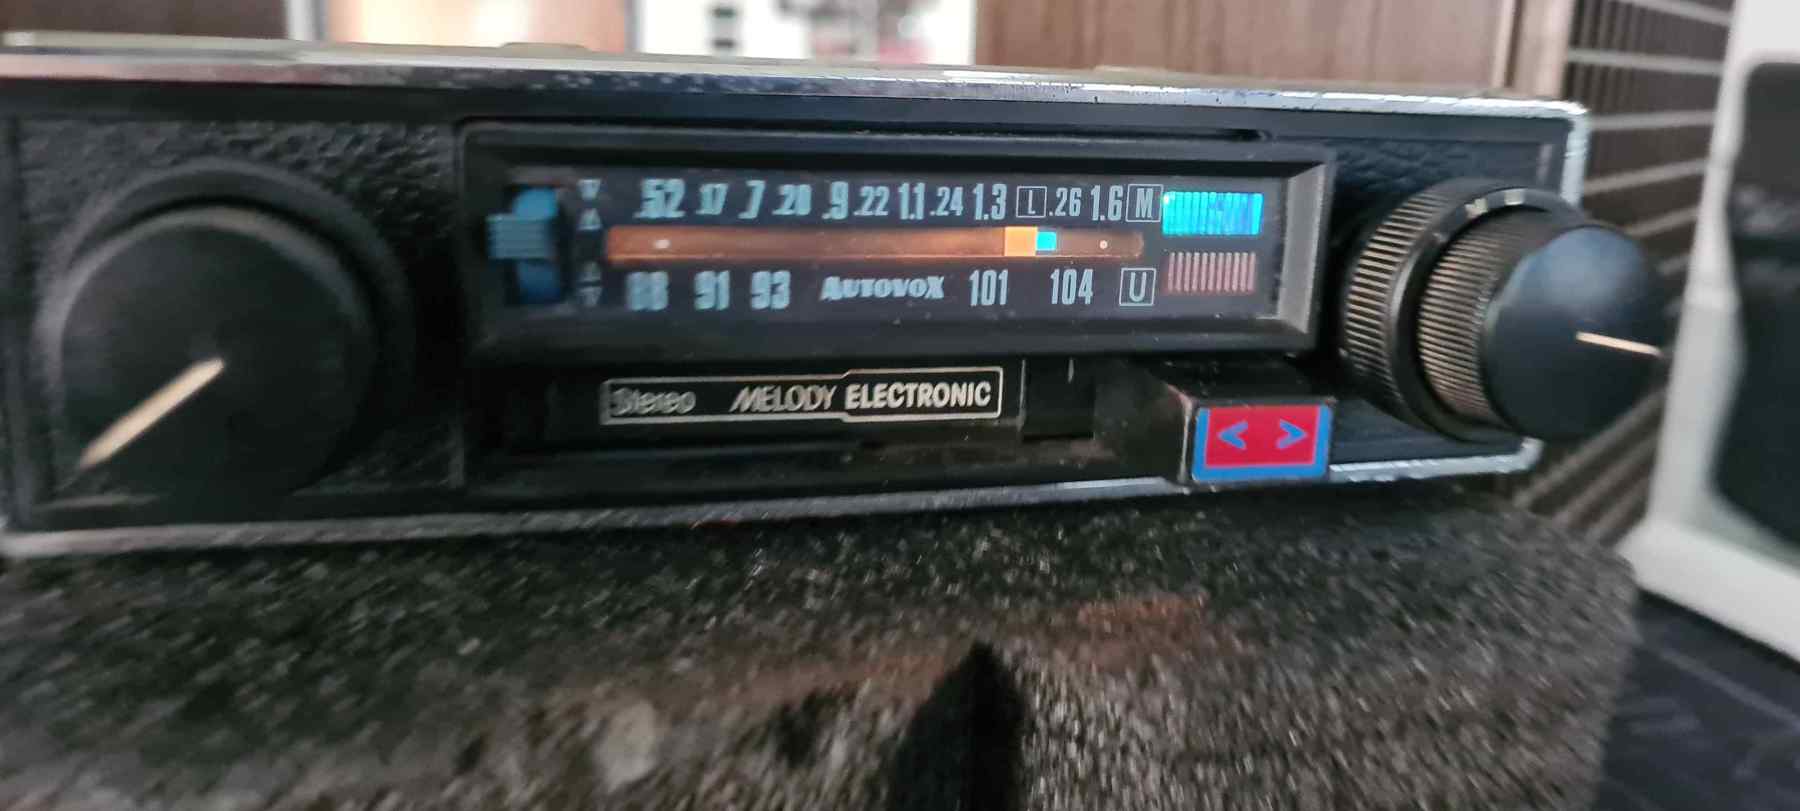 .52 .17 .7 .20 .9 .22 1.1 .24 1.3 L .26 1.6 M
88 91 93 AUTOVOX 101 104 U
Stereo MELODY ELECTRONIC
< >